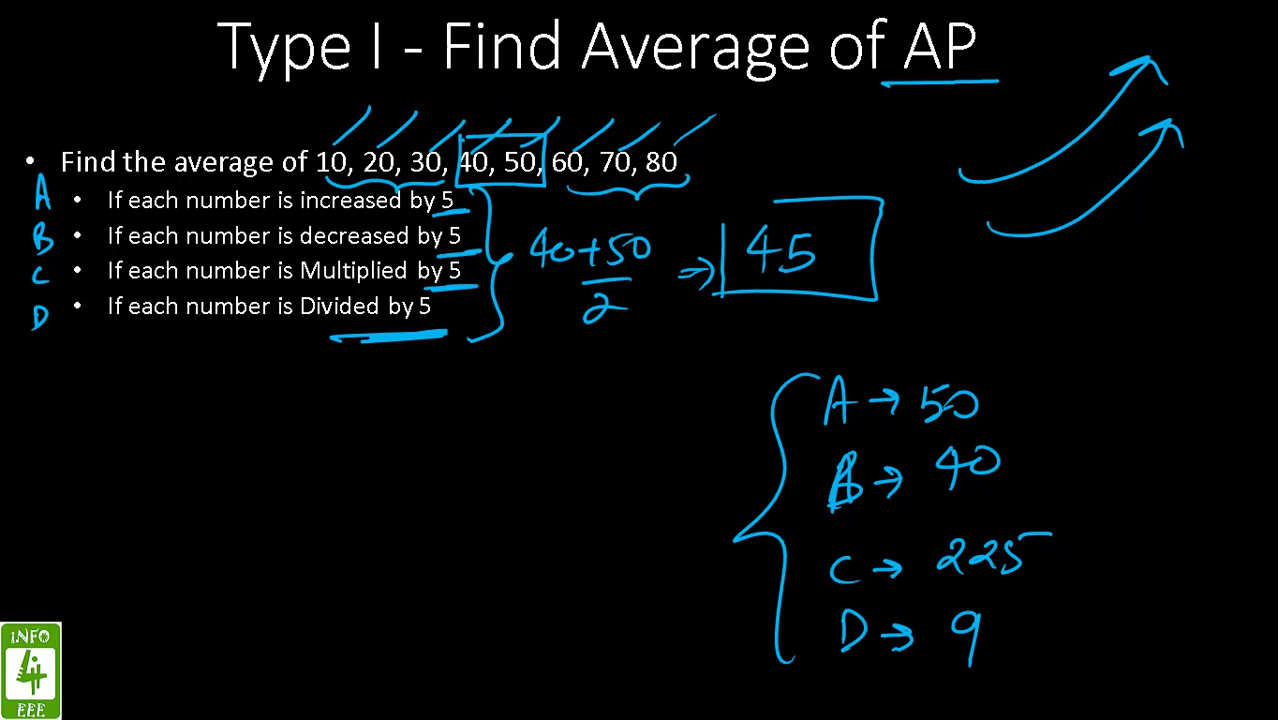 Type I - Find Average of AP
• Find the average of 10, 20, 30, 40, 50, 60, 70, 80
A • If each number is increased by 5
B • If each number is decreased by 5
C • If each number is Multiplied by 5
D • If each number is Divided by 5
40+50
2
⇒ 45
A → 50
B → 40
C → 225
D → 9
iNFO
4
EEE